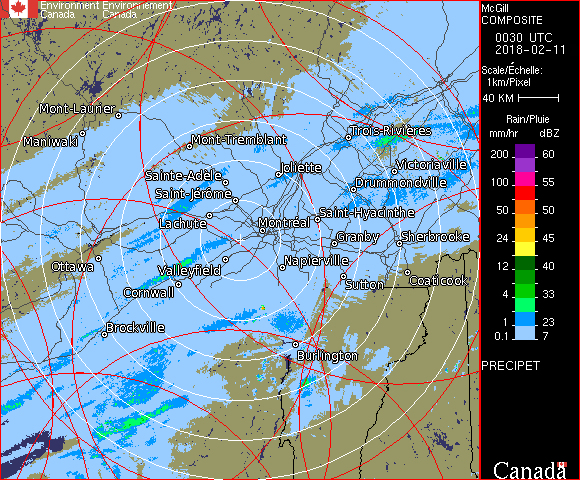 Environment Environnement
Canada Canada
McGill
COMPOSITE
0030 UTC
2018-02-11
Scale/Échelle:
1km/Pixel
40 KM
Rain/Pluie
mm/hr dBZ
200 60
100 55
50 50
24 45
12 40
4 33
1 23
0.1 7
PRECIPET
Canada
Mont-Laurier
Maniwaki
Mont-Tremblant
Trois-Rivières
Joliette
Victoriaville
Sainte-Adèle
Drummondville
Saint-Jérôme
Lachute
Saint-Hyacinthe
Montréal
Granby
Sherbrooke
Ottawa
Valleyfield
Napierville
Cornwall
Sutton
Coaticook
Brockville
Burlington